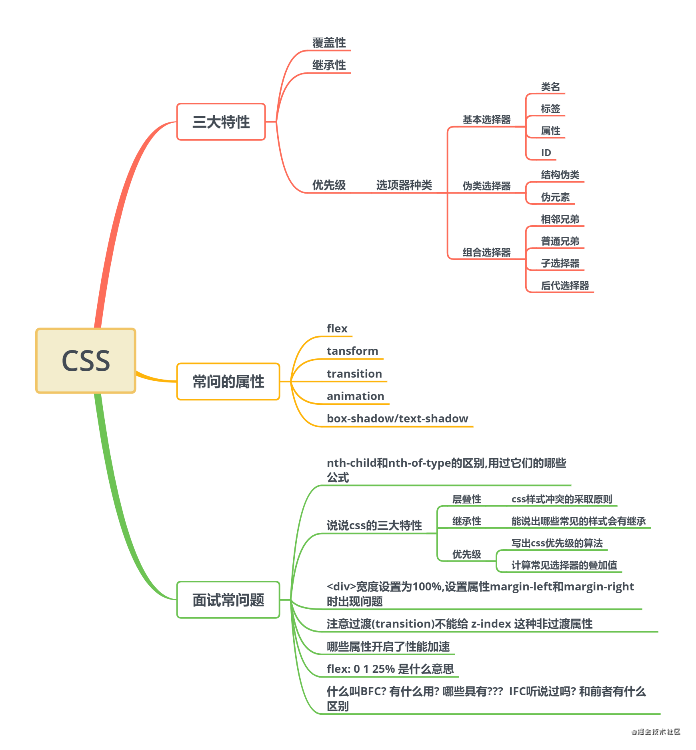 CSS
三大特性
覆盖性
继承性
优先级
选项器种类
基本选择器
类名
标签
属性
ID
伪类选择器
结构伪类
伪元素
组合选择器
相邻兄弟
普通兄弟
子选择器
后代选择器
常问的属性
flex
tansform
transition
animation
box-shadow/text-shadow
面试常问题
nth-child和nth-of-type的区别,用过它们的哪些
公式
说说css的三大特性
层叠性
css样式冲突的采取原则
继承性
能说出哪些常见的样式会有继承
优先级
写出css优先级的算法
计算常见选择器的叠加值
<div>宽度设置为100%,设置属性margin-left和margin-right
时出现问题
注意过渡(transition)不能给 z-index 这种非过渡属性
哪些属性开启了性能加速
flex: 0 1 25% 是什么意思
什么叫BFC? 有什么用? 哪些具有??? IFC听说过吗? 和前者有什么
区别
@掘金技术社区